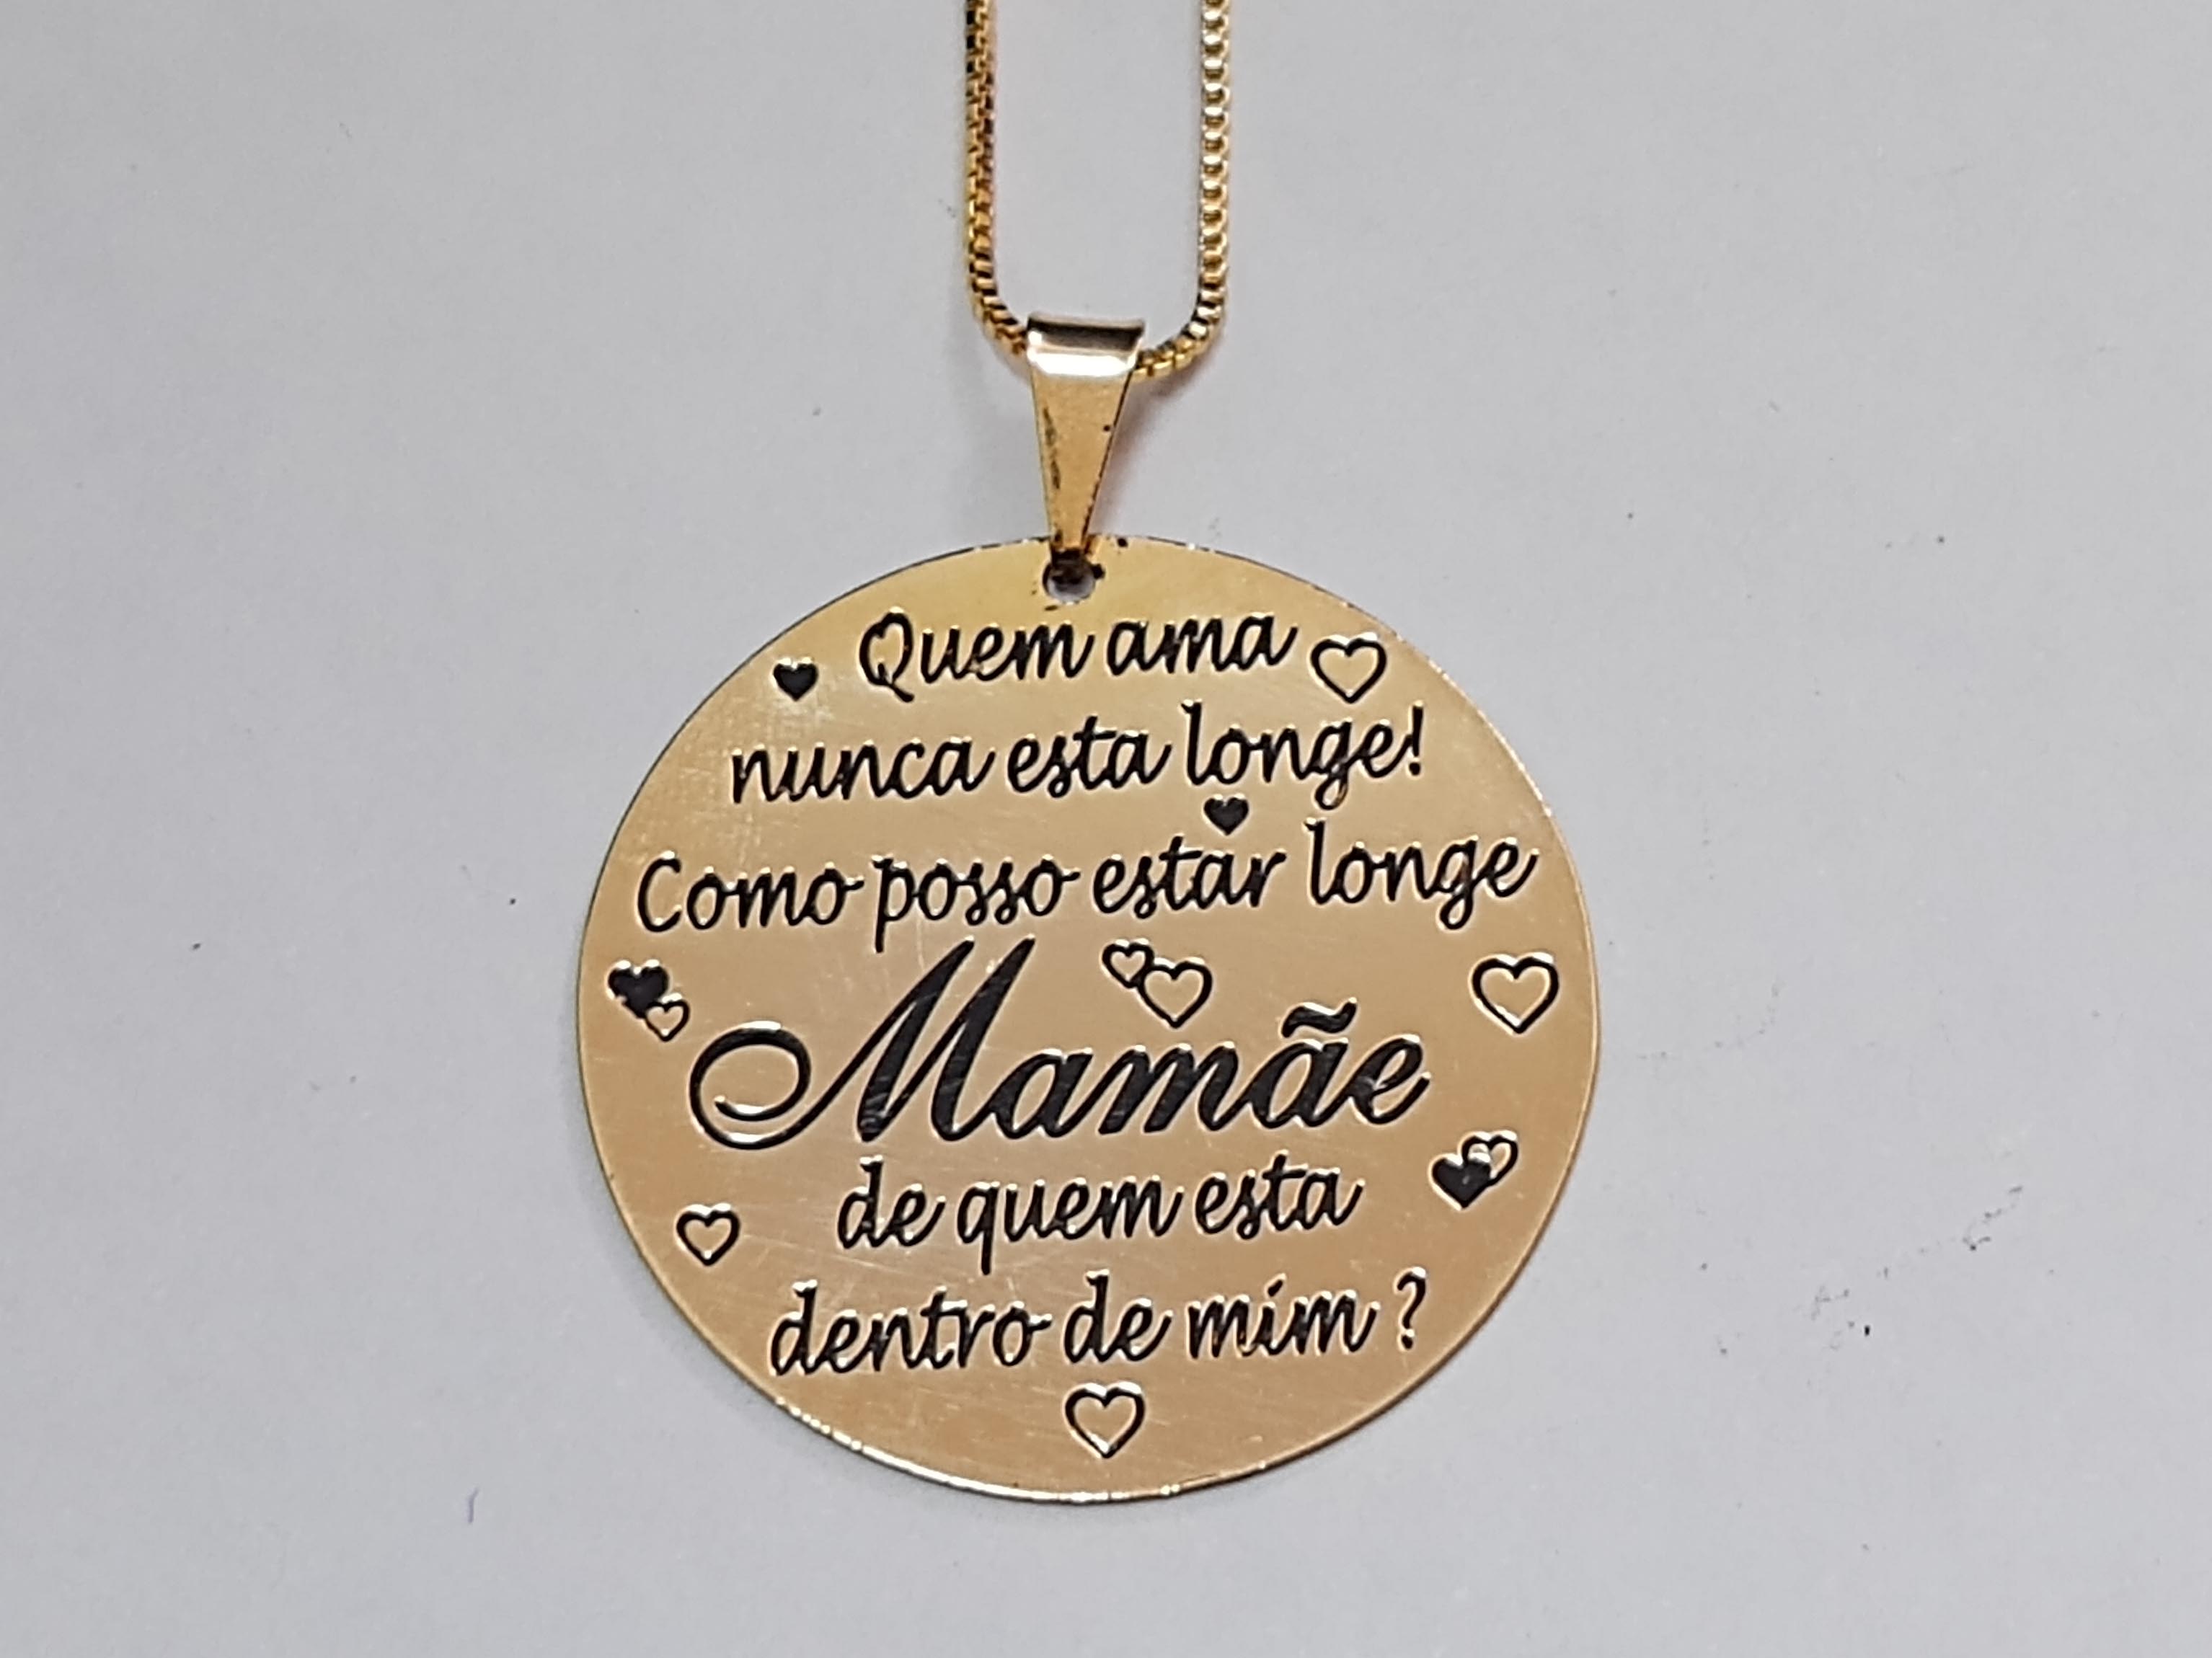 Quem ama
nunca esta longe!
Como posso estar longe
Mamãe
de quem esta
dentro de mim ?